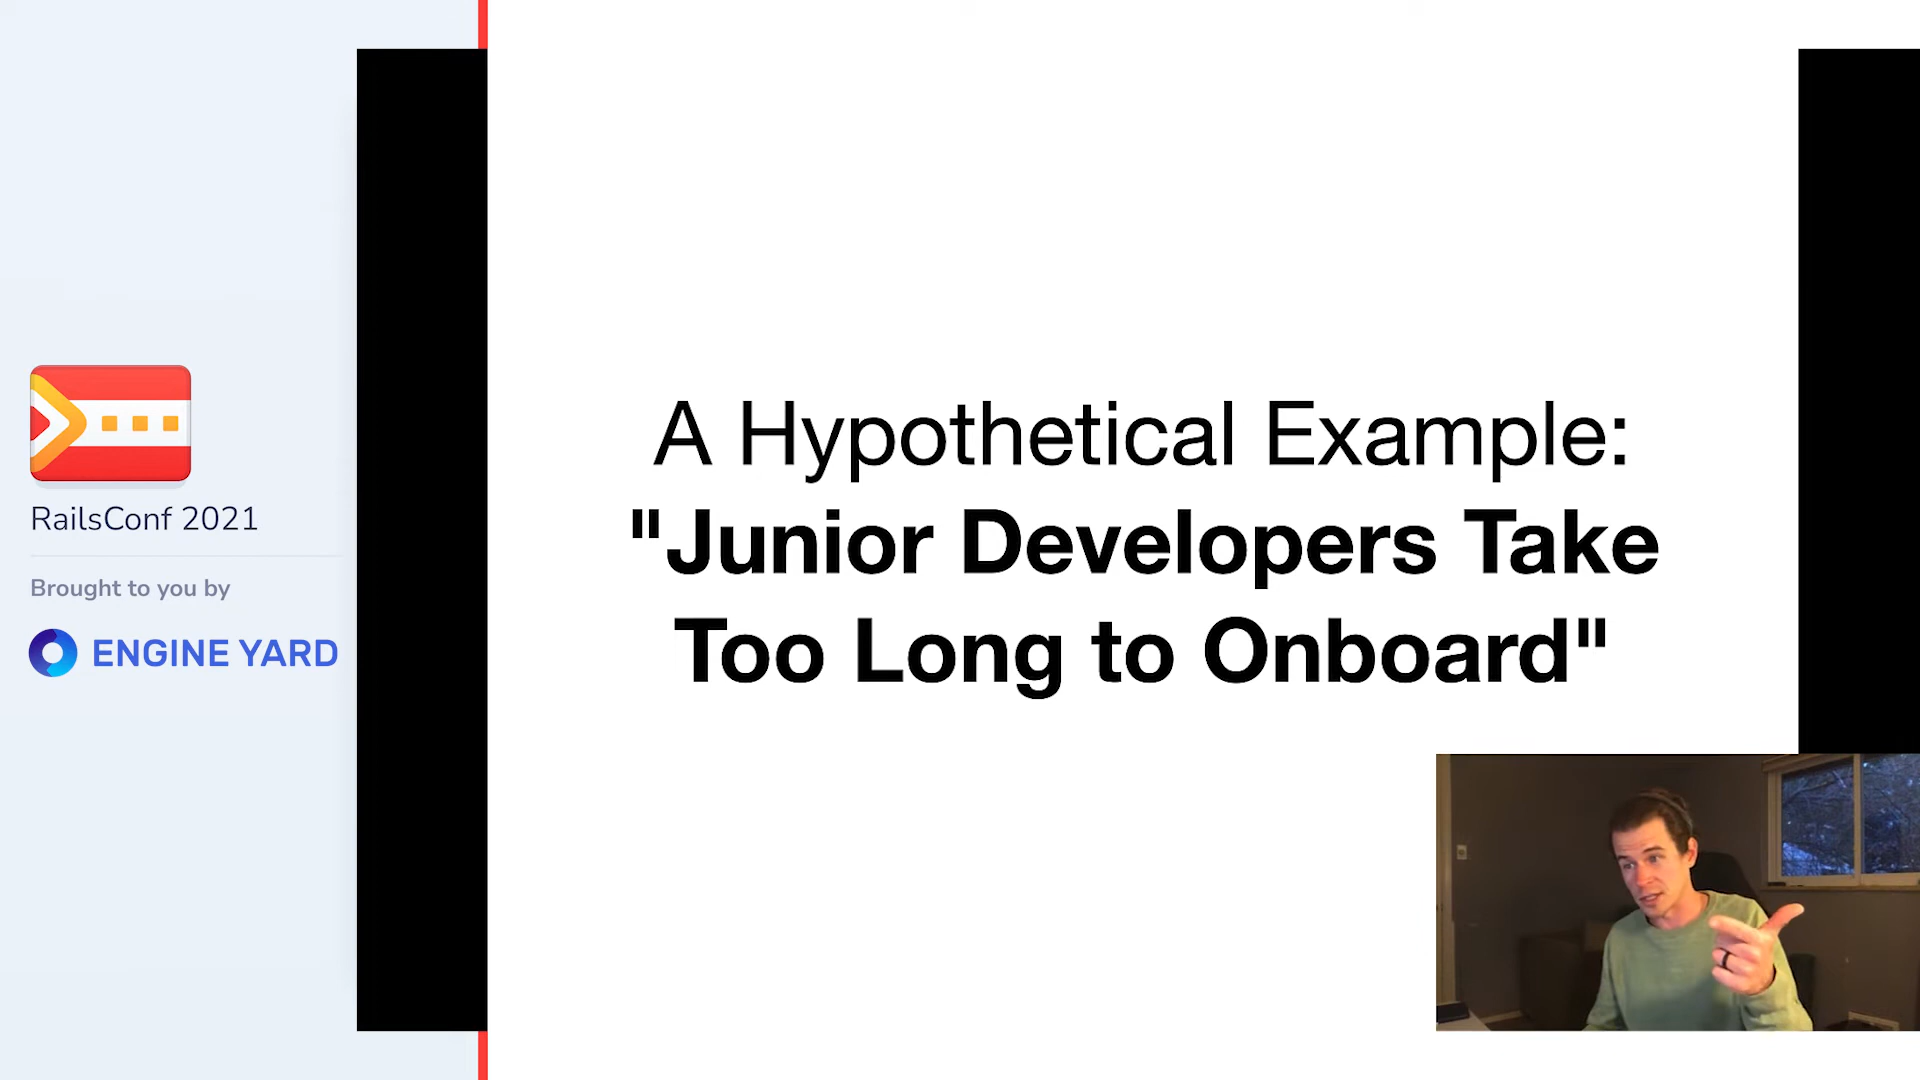 RailsConf 2021
Brought to you by
ENGINE YARD
A Hypothetical Example:
"Junior Developers Take
Too Long to Onboard"